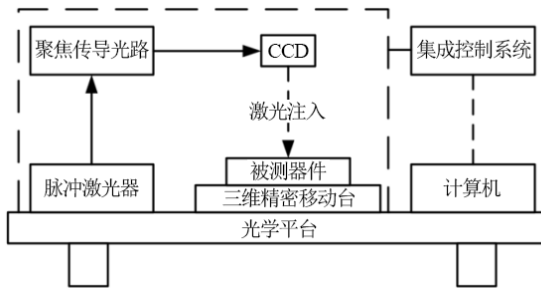 聚焦传导光路
CCD
集成控制系统
激光注入
脉冲激光器
被测器件
三维精密移动台
计算机
光学平台